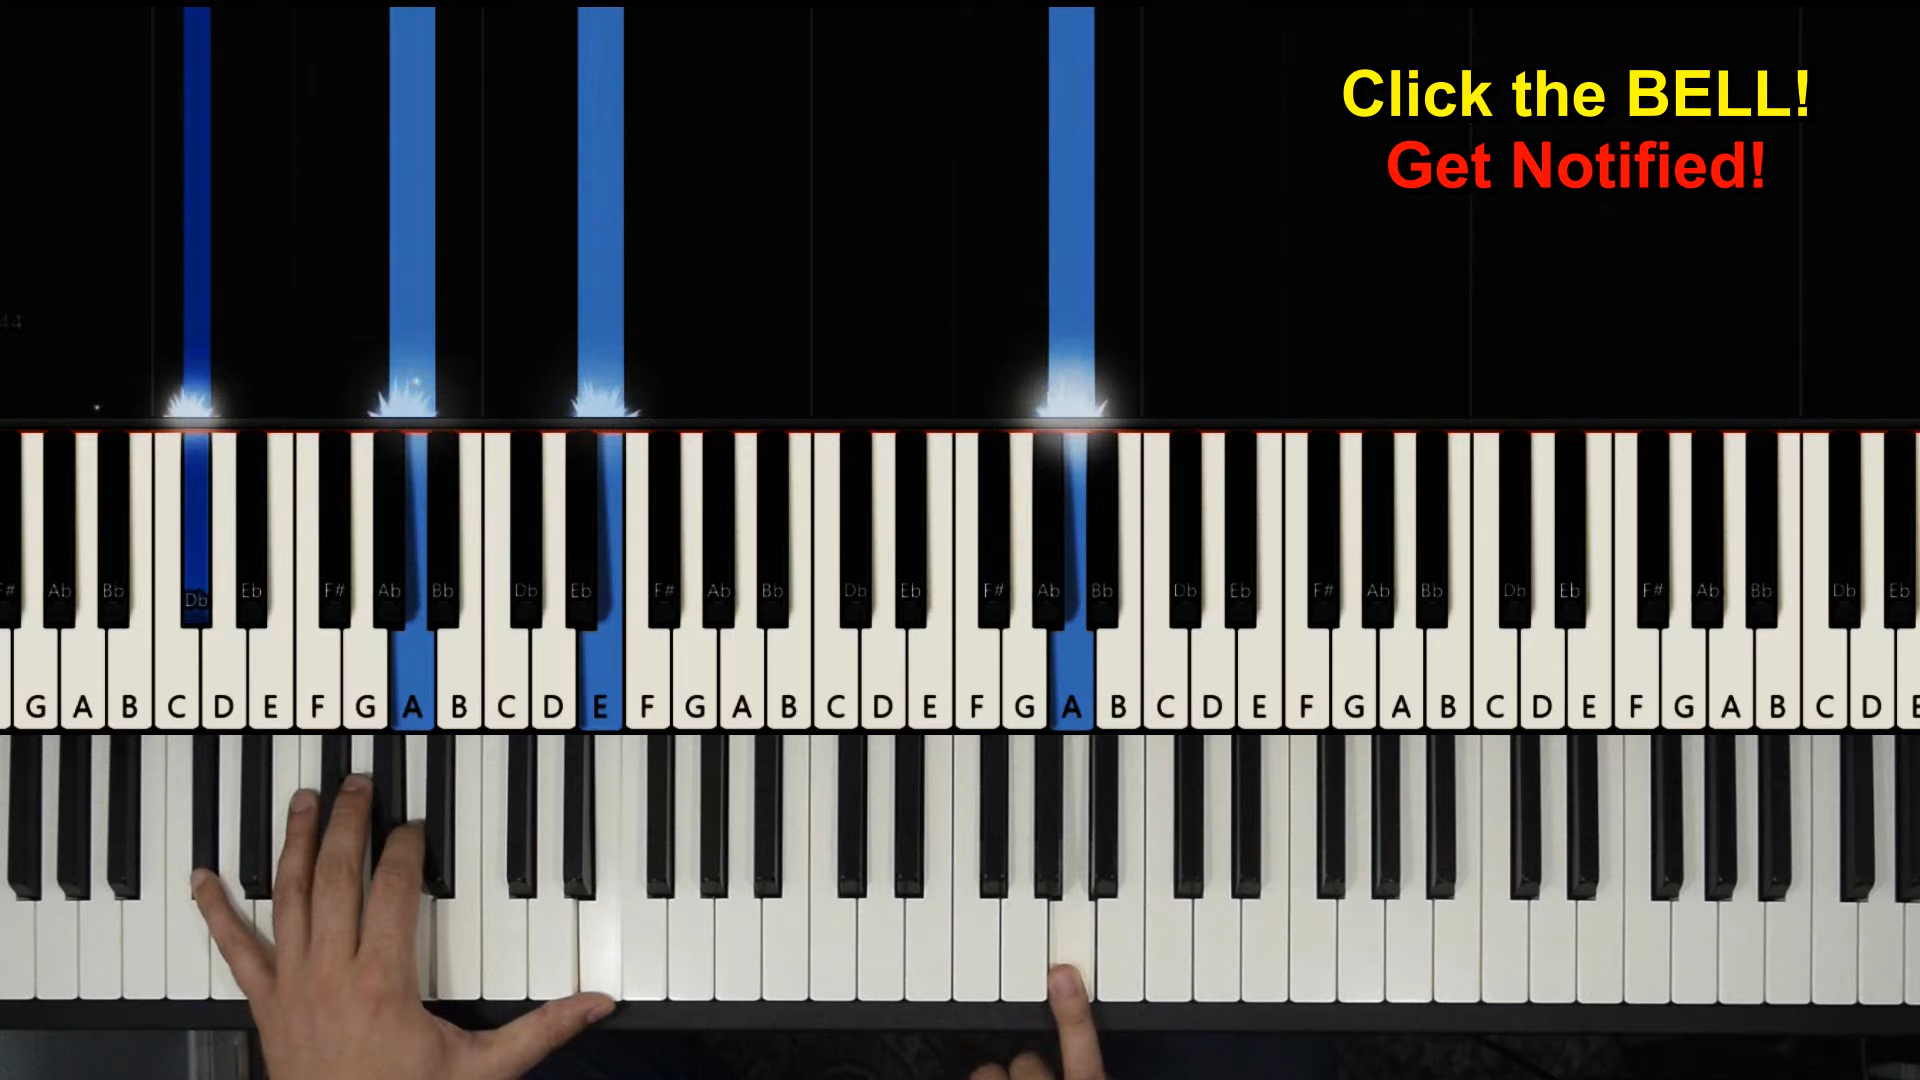 Click the BELL!
Get Notified!
44
F# Ab Bb Db Eb F# Ab Bb Db Eb F# Ab Bb Db Eb F# Ab Bb Db Eb F# Ab Bb Db Eb F# Ab Bb Db Eb
G A B C D E F G A B C D E F G A B C D E F G A B C D E F G A B C D E F G A B C D E